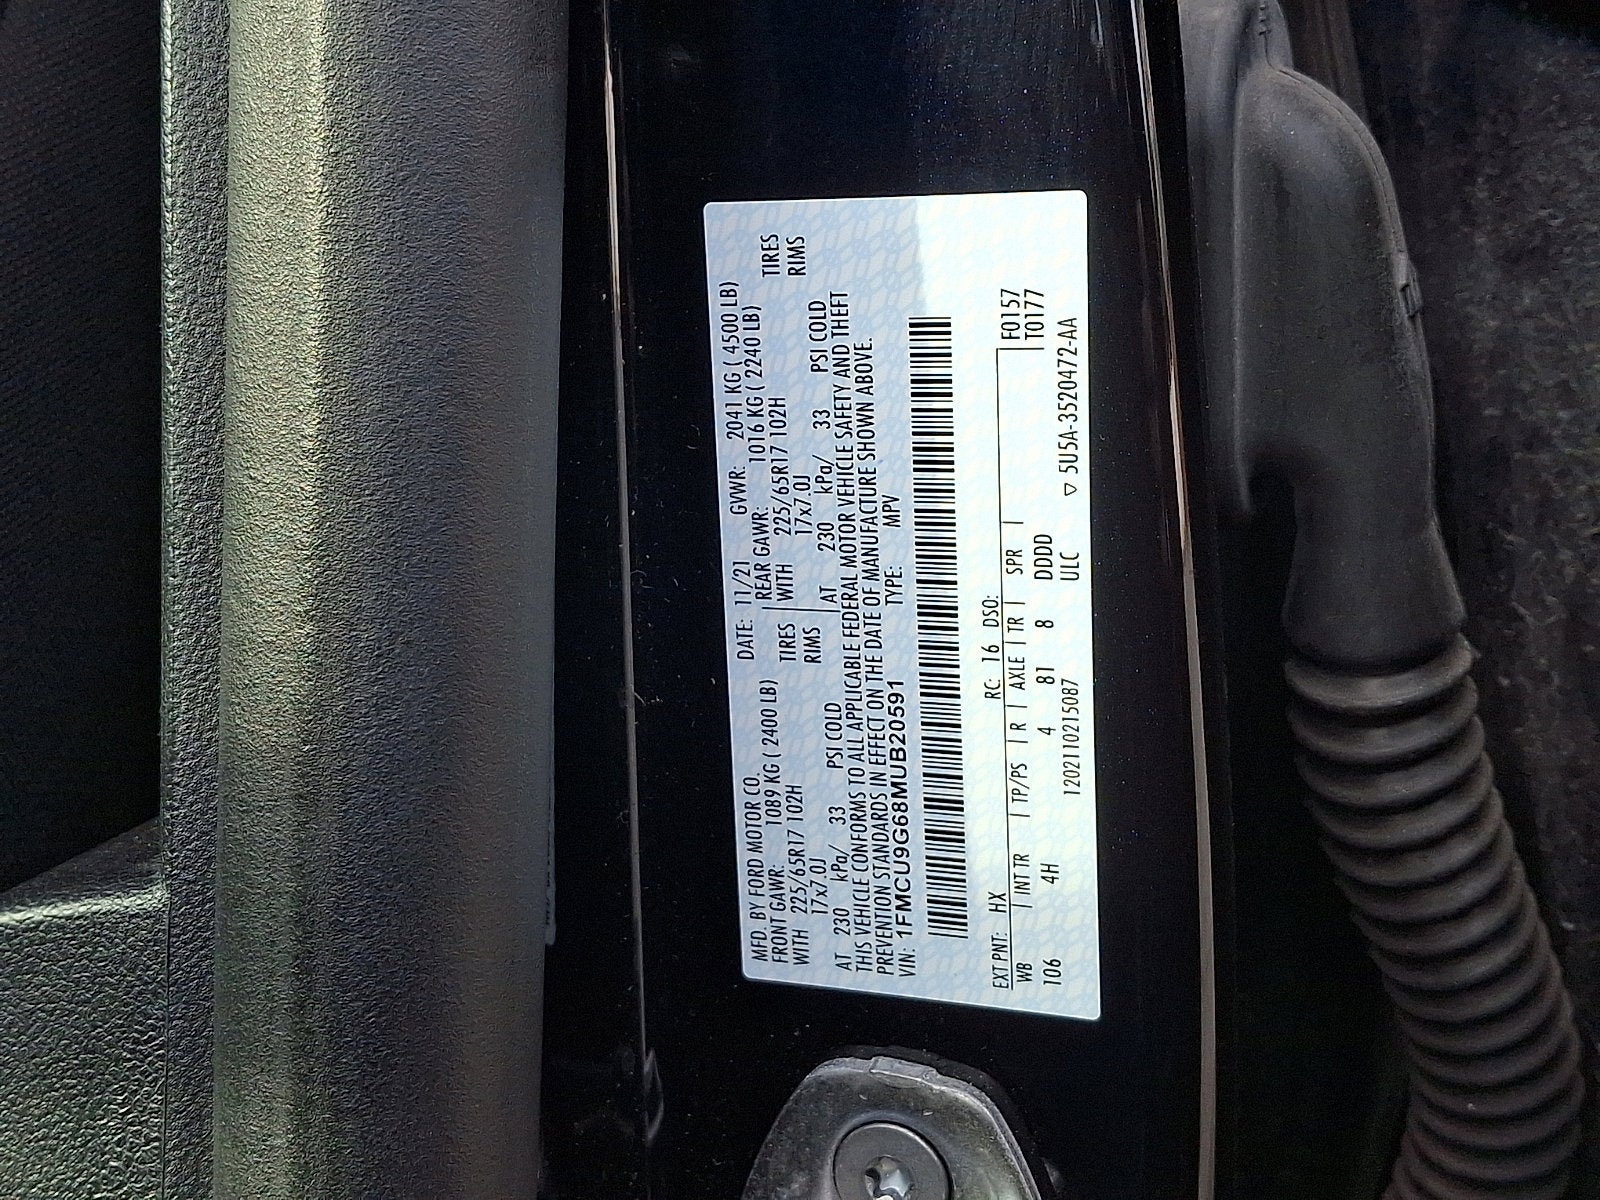 MFD. BY FORD MOTOR CO. DATE: 11/21 GVWR: 2041 KG ( 4500 LB)
FRONT GAWR: 1089 KG ( 2400 LB) REAR GAWR: 1016 KG ( 2240 LB)
WITH 225/65R17 102H TIRES WITH 225/65R17 102H TIRES
17x7.0J RIMS 17x7.0J RIMS
AT 230 kPa/ 33 PSI COLD AT 230 kPa/ 33 PSI COLD
THIS VEHICLE CONFORMS TO ALL APPLICABLE FEDERAL MOTOR VEHICLE SAFETY AND THEFT
PREVENTION STANDARDS IN EFFECT ON THE DATE OF MANUFACTURE SHOWN ABOVE.
VIN: 1FMCU9G68MUB20591 TYPE: MPV
EXT PNT: HX RC: 16 DSO: F0157
WB | INT TR | TP/PS | R | AXLE | TR | SPR | T0177
106 4H 4 81 8 DDDD
1202110215087 ULC ▽ 5U5A-3520472-AA